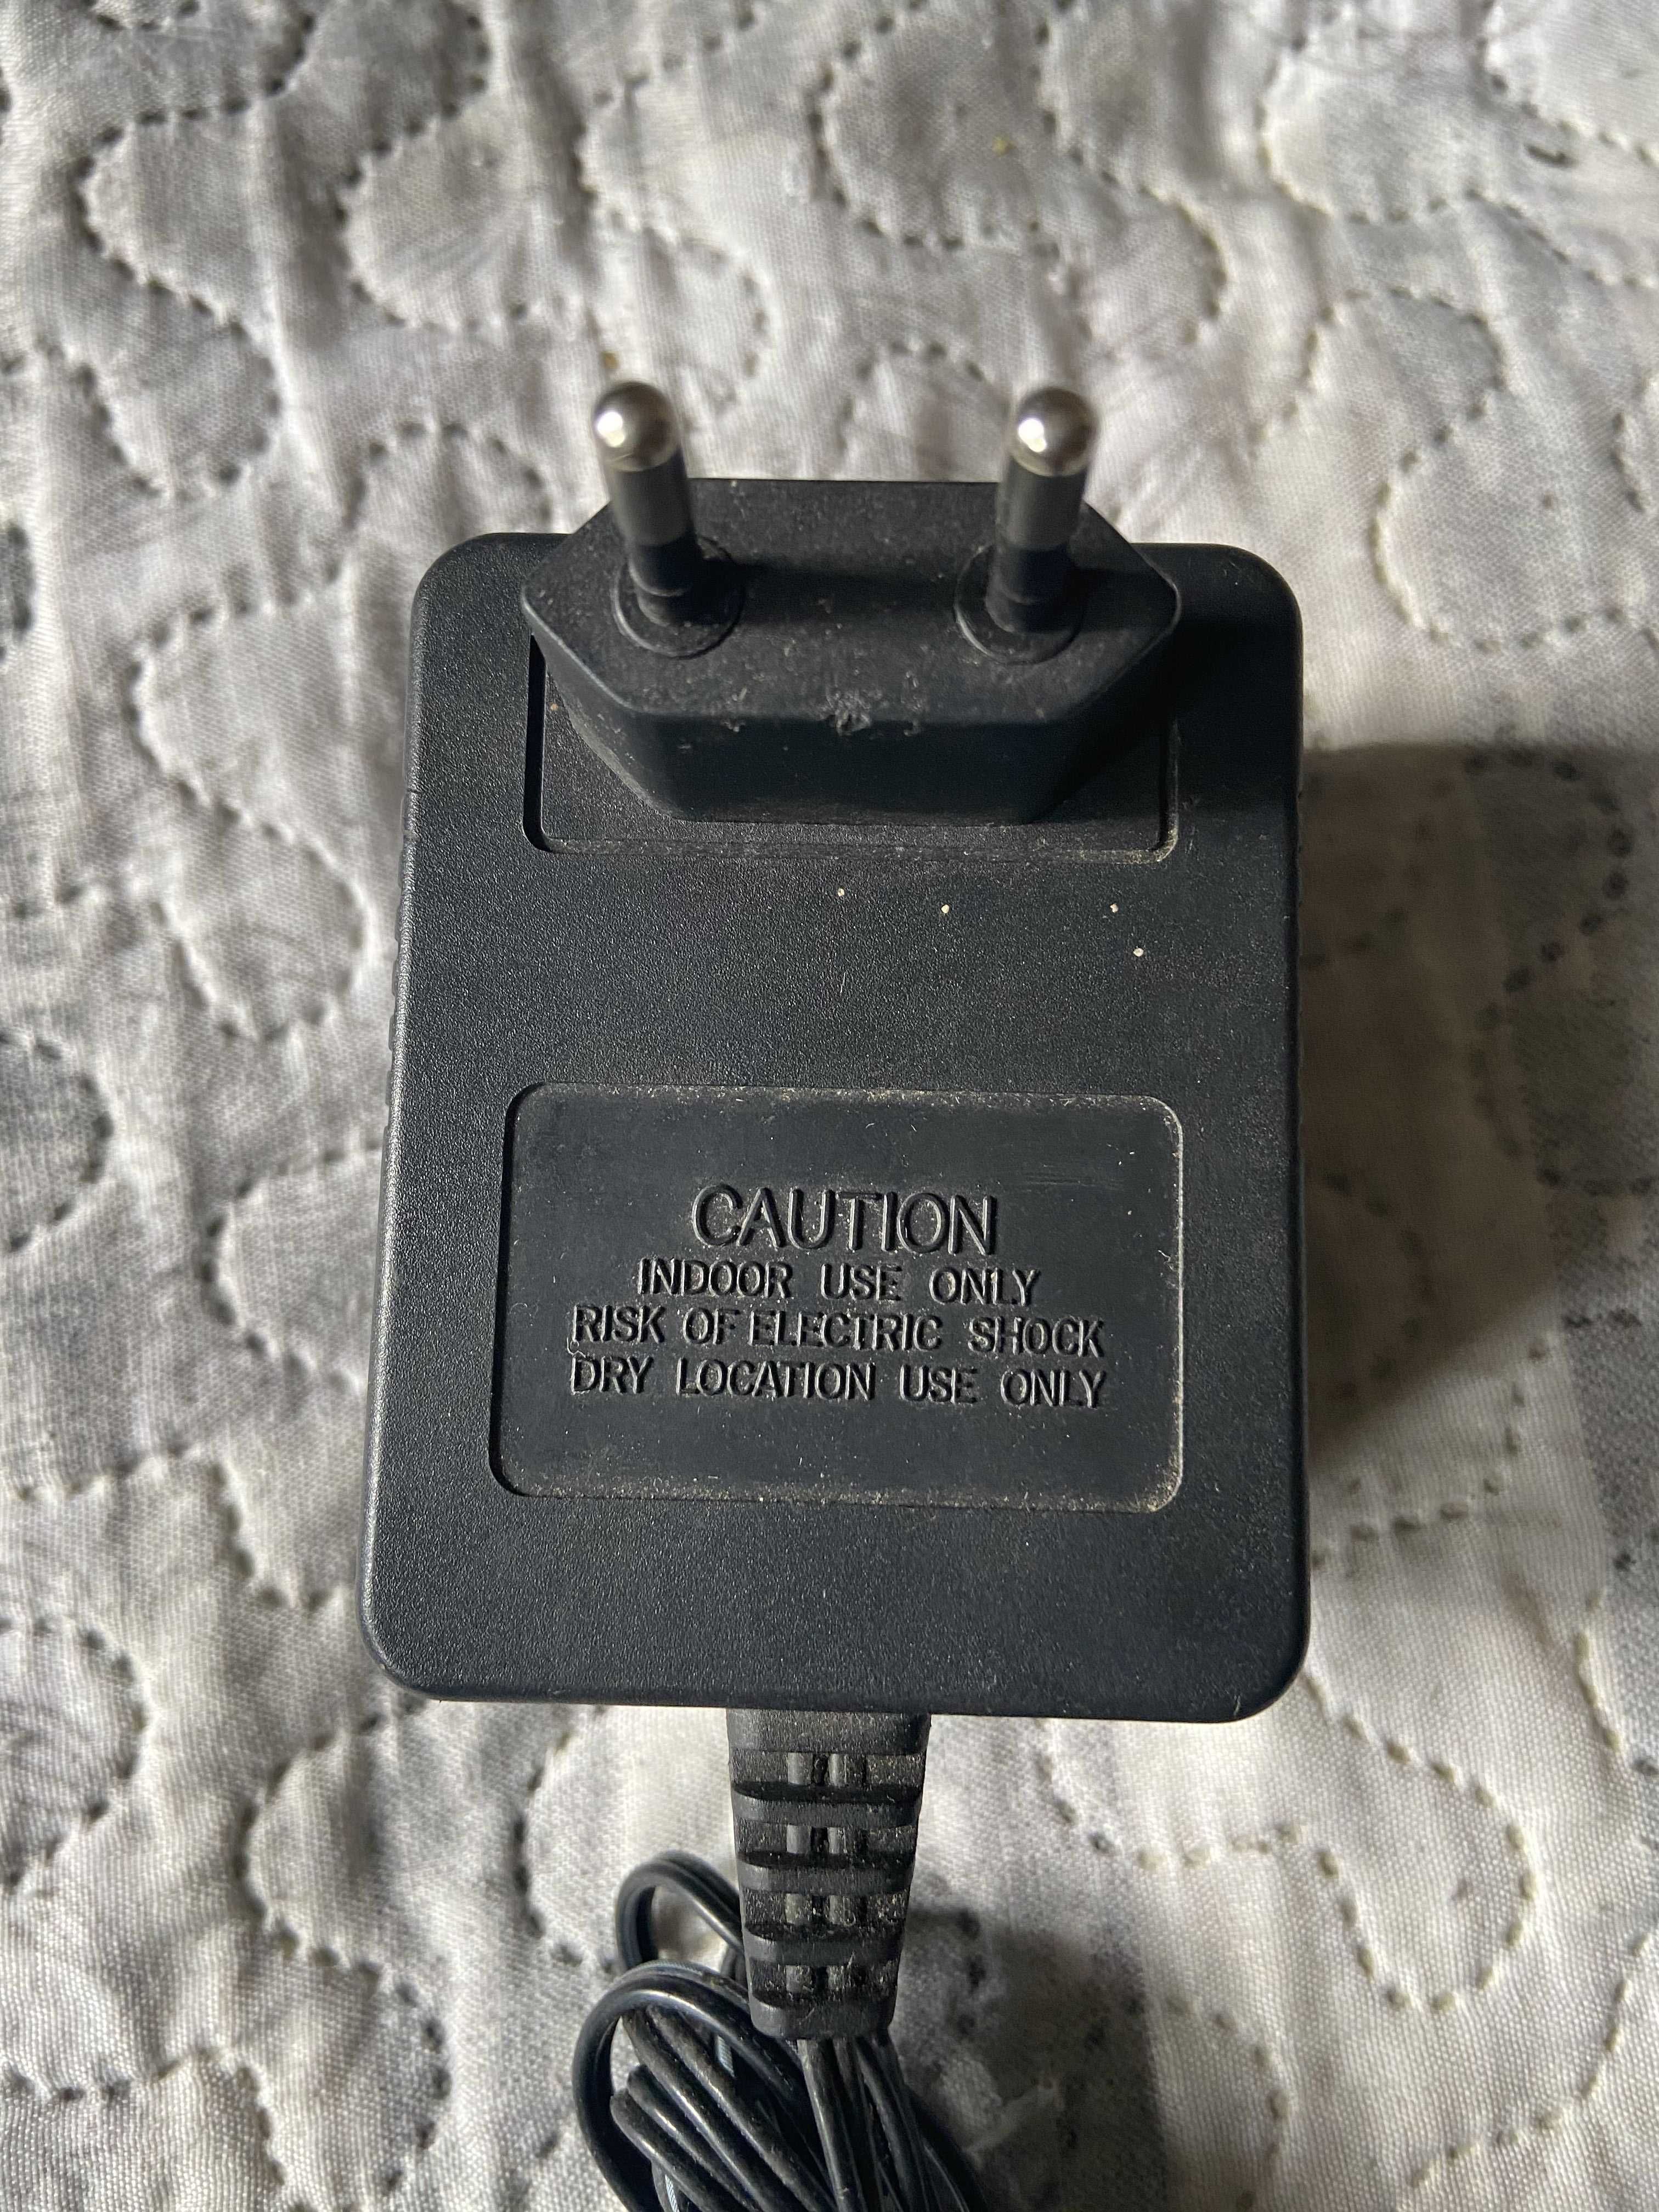 CAUTION
INDOOR USE ONLY
RISK OF ELECTRIC SHOCK
DRY LOCATION USE ONLY